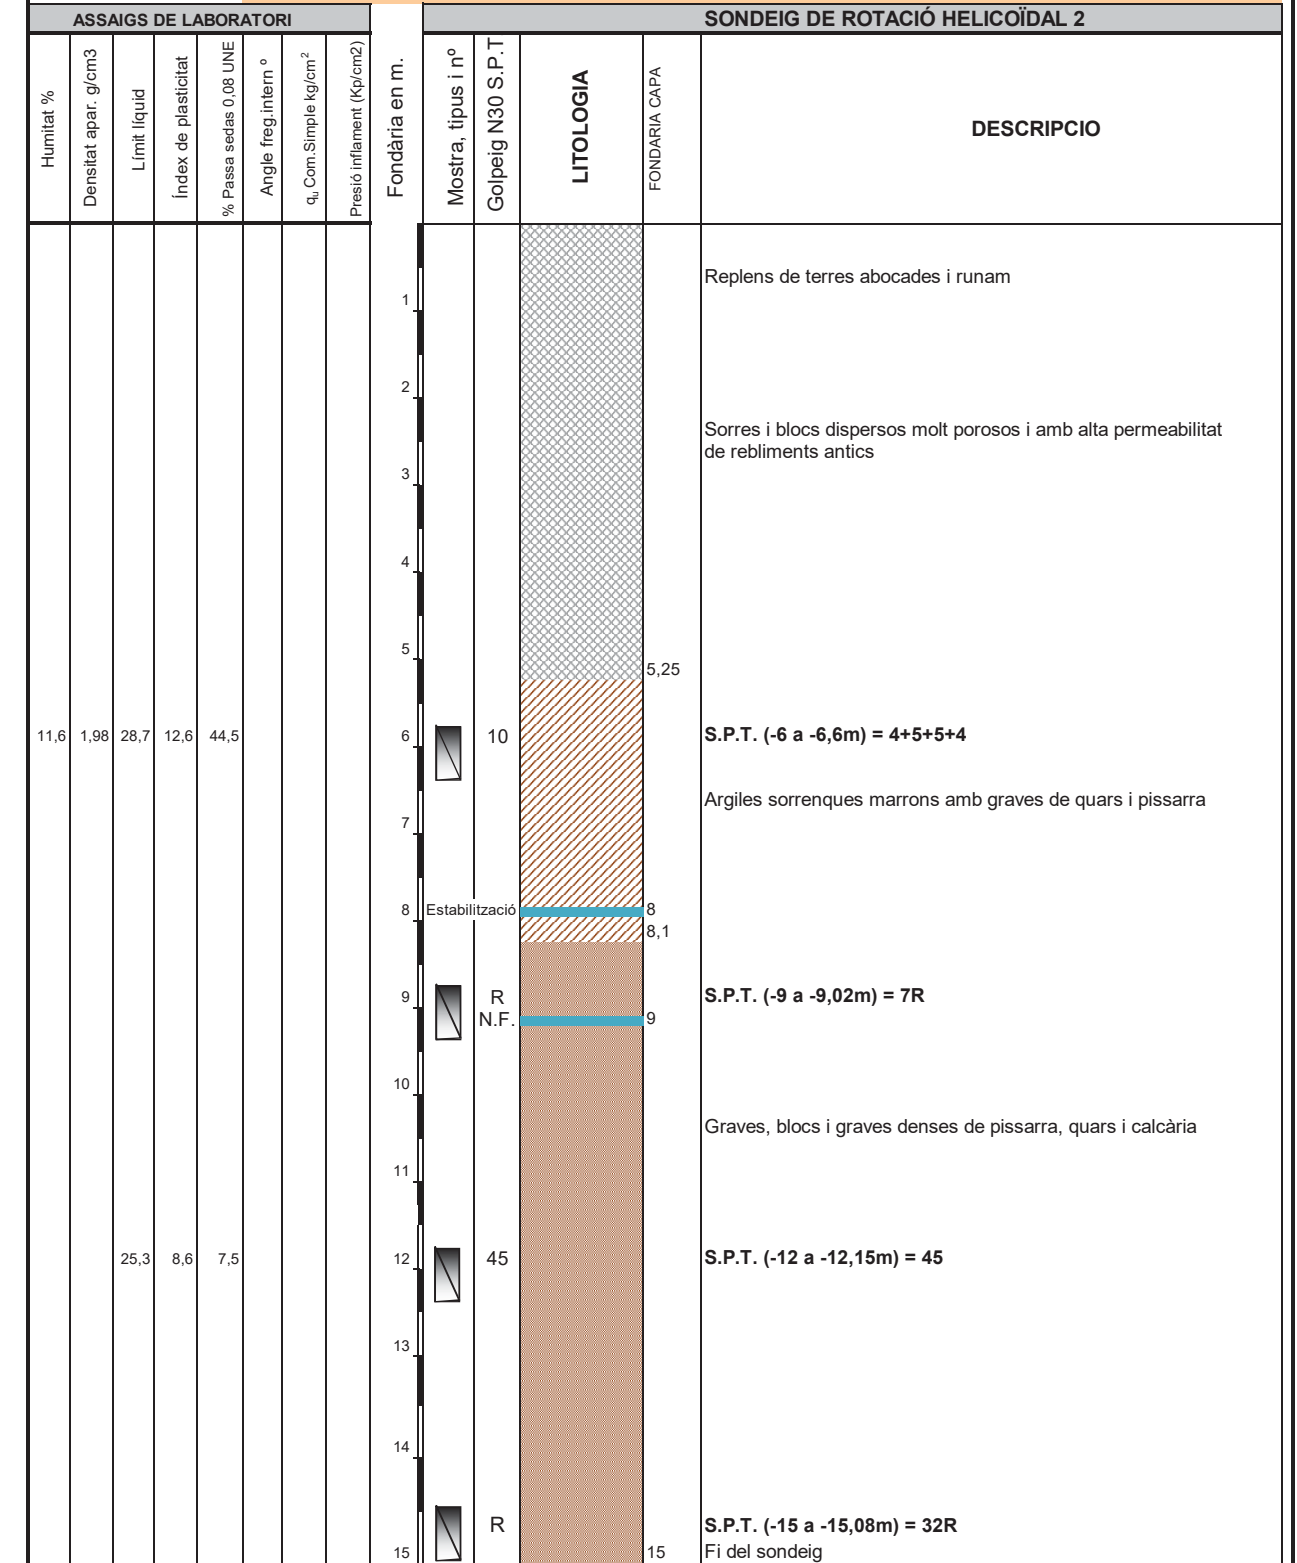 ASSAIGS DE LABORATORI
SONDEIG DE ROTACIÓ HELICOÏDAL 2
Humitat %
Densitat apar. g/cm3
Límit líquid
Índex de plasticitat
% Passa sedas 0,08 UNE
Angle freg.intern º
qu Com.Simple kg/cm2
Presió inflament (Kp/cm2)
Fondària en m.
Mostra, tipus i nº
Golpeig N30 S.P.T
LITOLOGIA
FONDARIA CAPA
DESCRIPCIO
Replens de terres abocades i runam
1
2
Sorres i blocs dispersos molt porosos i amb alta permeabilitat
de rebliments antics
3
4
5
5,25
11,6 1,98 28,7 12,6 44,5 6 10 S.P.T. (-6 a -6,6m) = 4+5+5+4
Argiles sorrenques marrons amb graves de quars i pissarra
7
8 Estabilització 8
8,1
9 R S.P.T. (-9 a -9,02m) = 7R
N.F. 9
10
Graves, blocs i graves denses de pissarra, quars i calcària
11
25,3 8,6 7,5 12 45 S.P.T. (-12 a -12,15m) = 45
13
14
R S.P.T. (-15 a -15,08m) = 32R
15 15 Fi del sondeig